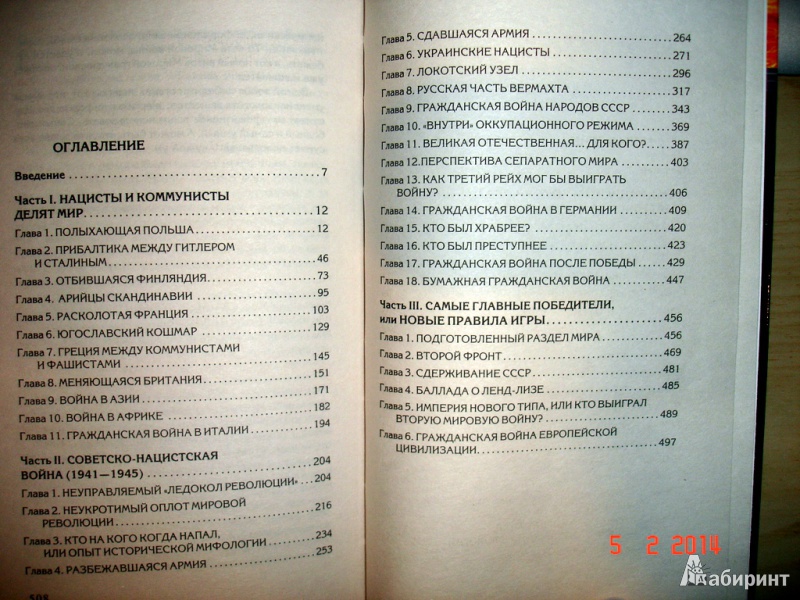 ОГЛАВЛЕНИЕ
Введение 7
Часть I. НАЦИСТЫ И КОММУНИСТЫ
ДЕЛЯТ МИР 12
Глава 1. ПОЛЫХАЮЩАЯ ПОЛЬША 12
Глава 2. ПРИБАЛТИКА МЕЖДУ ГИТЛЕРОМ
И СТАЛИНЫМ 46
Глава 3. ОТБИВШАЯСЯ ФИНЛЯНДИЯ 73
Глава 4. АРИЙЦЫ СКАНДИНАВИИ 95
Глава 5. РАСКОЛОТАЯ ФРАНЦИЯ 103
Глава 6. ЮГОСЛАВСКИЙ КОШМАР 129
Глава 7. ГРЕЦИЯ МЕЖДУ КОММУНИСТАМИ
И ФАШИСТАМИ 145
Глава 8. МЕНЯЮЩАЯСЯ БРИТАНИЯ 151
Глава 9. ВОЙНА В АЗИИ 171
Глава 10. ВОЙНА В АФРИКЕ 182
Глава 11. ГРАЖДАНСКАЯ ВОЙНА В ИТАЛИИ 194
Часть II. СОВЕТСКО-НАЦИСТСКАЯ
ВОЙНА (1941—1945) 204
Глава 1. НЕУПРАВЛЯЕМЫЙ «ЛЕДОКОЛ РЕВОЛЮЦИИ» 204
Глава 2. НЕУКРОТИМЫЙ ОПЛОТ МИРОВОЙ
РЕВОЛЮЦИИ 216
Глава 3. КТО НА КОГО КОГДА НАПАЛ,
ИЛИ ОПЫТ ИСТОРИЧЕСКОЙ МИФОЛОГИИ 234
Глава 4. РАЗБЕЖАВШАЯСЯ АРМИЯ 253
508
Глава 5. СДАВШАЯСЯ АРМИЯ 264
Глава 6. УКРАИНСКИЕ НАЦИСТЫ 271
Глава 7. ЛОКОТСКИЙ УЗЕЛ 296
Глава 8. РУССКАЯ ЧАСТЬ ВЕРМАХТА 317
Глава 9. ГРАЖДАНСКАЯ ВОЙНА НАРОДОВ СССР 343
Глава 10. «ВНУТРИ» ОККУПАЦИОННОГО РЕЖИМА 369
Глава 11. ВЕЛИКАЯ ОТЕЧЕСТВЕННАЯ... ДЛЯ КОГО? 387
Глава 12. ПЕРСПЕКТИВА СЕПАРАТНОГО МИРА 403
Глава 13. КАК ТРЕТИЙ РЕЙХ МОГ БЫ ВЫИГРАТЬ
ВОЙНУ? 406
Глава 14. ГРАЖДАНСКАЯ ВОЙНА В ГЕРМАНИИ 409
Глава 15. КТО БЫЛ ХРАБРЕЕ? 420
Глава 16. КТО БЫЛ ПРЕСТУПНЕЕ 423
Глава 17. ГРАЖДАНСКАЯ ВОЙНА ПОСЛЕ ПОБЕДЫ 429
Глава 18. БУМАЖНАЯ ГРАЖДАНСКАЯ ВОЙНА 447
Часть III. САМЫЕ ГЛАВНЫЕ ПОБЕДИТЕЛИ,
или НОВЫЕ ПРАВИЛА ИГРЫ 456
Глава 1. ПОДГОТОВЛЕННЫЙ РАЗДЕЛ МИРА 456
Глава 2. ВТОРОЙ ФРОНТ 469
Глава 3. СДЕРЖИВАНИЕ СССР 481
Глава 4. БАЛЛАДА О ЛЕНД-ЛИЗЕ 485
Глава 5. ИМПЕРИЯ НОВОГО ТИПА, ИЛИ КТО ВЫИГРАЛ
ВТОРУЮ МИРОВУЮ ВОЙНУ? 489
Глава 6. ГРАЖДАНСКАЯ ВОЙНА ЕВРОПЕЙСКОЙ
ЦИВИЛИЗАЦИИ 497
5 2 2014
Лабиринт